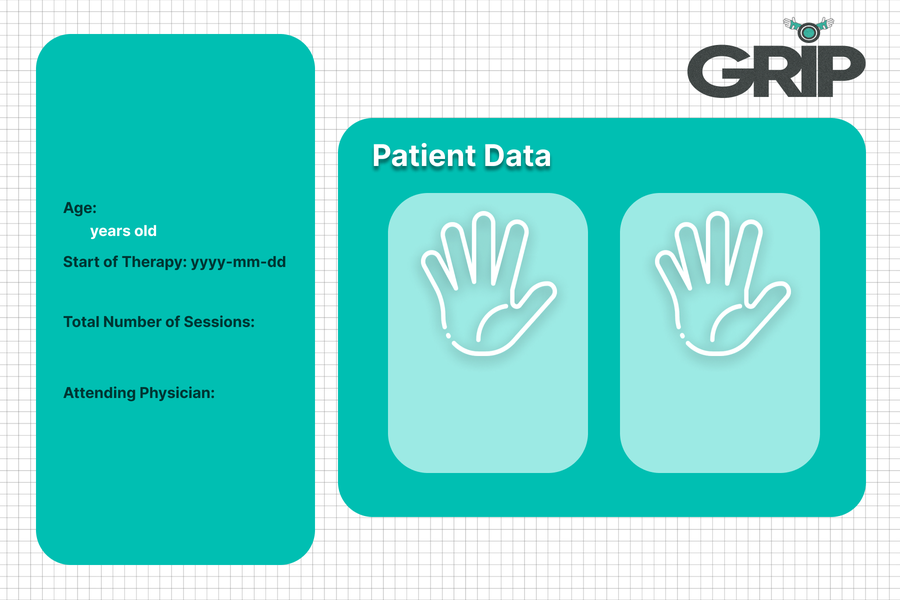 GRIP
Age:
years old
Start of Therapy: yyyy-mm-dd
Total Number of Sessions:
Attending Physician:
Patient Data